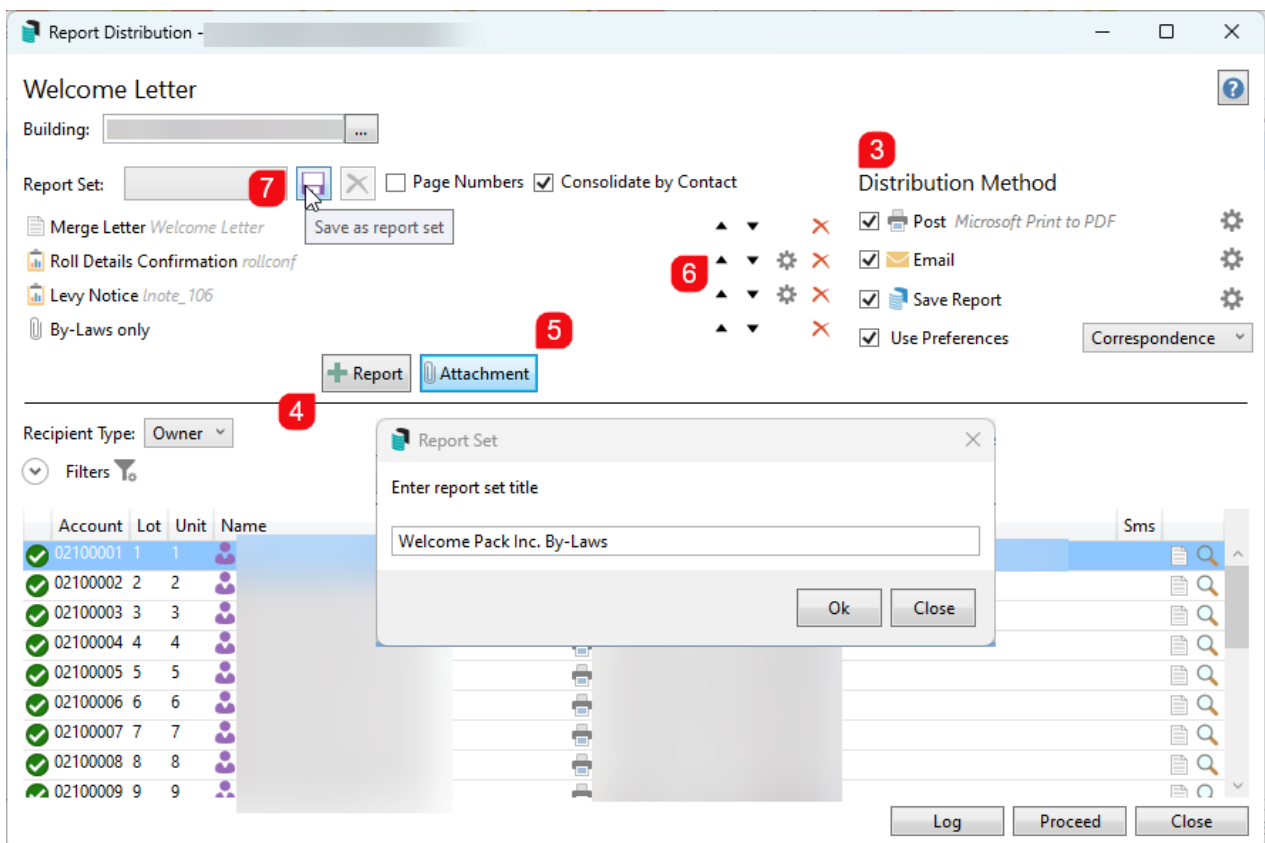 Report Distribution -
Welcome Letter
Building:
...
3
Report Set:
7
Page Numbers
Consolidate by Contact
Distribution Method
Merge Letter Welcome Letter
Save as report set
Post Microsoft Print to PDF
Roll Details Confirmation rollconf
6
Email
Levy Notice lnote_106
Save Report
By-Laws only
5
Use Preferences Correspondence
Report
Attachment
4
Recipient Type: Owner
Report Set
Filters
Enter report set title
Account Lot Unit Name Sms
Welcome Pack Inc. By-Laws
02100001 1 1
02100002 2 2
02100003 3 3
Ok Close
02100004 4 4
02100005 5 5
02100006 6 6
02100007 7 7
02100008 8 8
02100009 9 9
Log Proceed Close